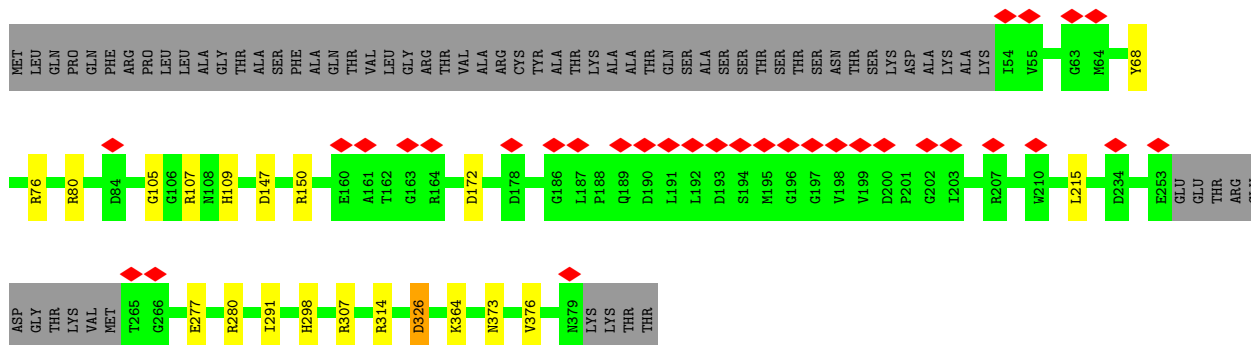 MET LEU GLN PRO GLN PHE ARG PRO LEU LEU ALA GLY THR ALA SER PHE ALA GLN THR VAL LEU GLY ARG THR VAL ALA ARG CYS TYR ALA THR LYS ALA ALA THR GLN SER ALA SER SER THR SER THR SER ASN THR SER LYS ASP ALA LYS ALA LYS I54 V55 G63 M64 Y68
R76 R80 D84 G105 G106 R107 N108 H109 D147 R150 E160 A161 T162 G163 R164 D172 D178 G186 L187 P188 Q189 D190 L191 L192 D193 S194 M195 G196 G197 V198 V199 D200 P201 G202 I203 R207 W210 L215 D234 E253 GLU GLU THR ARG
ASP GLY THR LYS VAL MET T265 G266 E277 R280 I291 H298 R307 R314 D326 K364 N373 V376 N379 LYS LYS THR THR